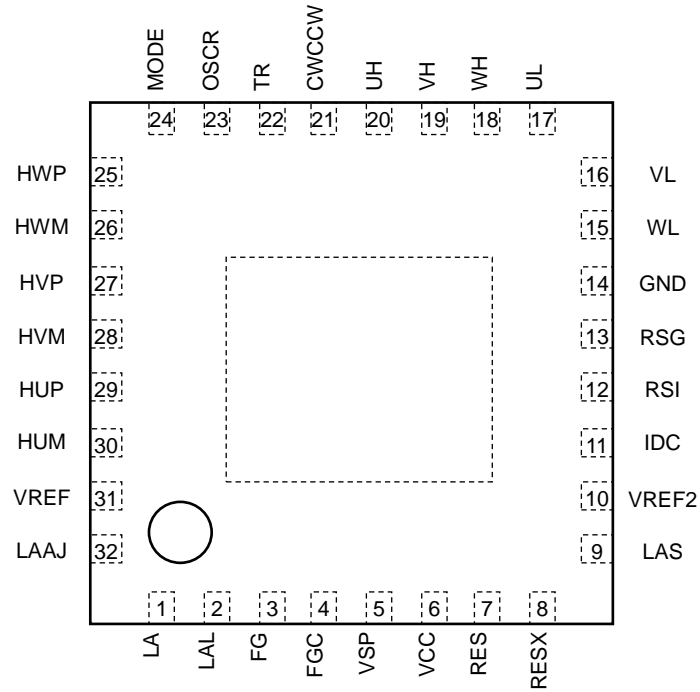 MODE
OSCR
TR
CWCCW
UH
VH
WH
UL
24
23
22
21
20
19
18
17
HWP 25
16 VL
HWM 26
15 WL
HVP 27
14 GND
HVM 28
13 RSG
HUP 29
12 RSI
HUM 30
11 IDC
VREF 31
10 VREF2
LAAJ 32
9 LAS
1
2
3
4
5
6
7
8
LA
LAL
FG
FGC
VSP
VCC
RES
RESX